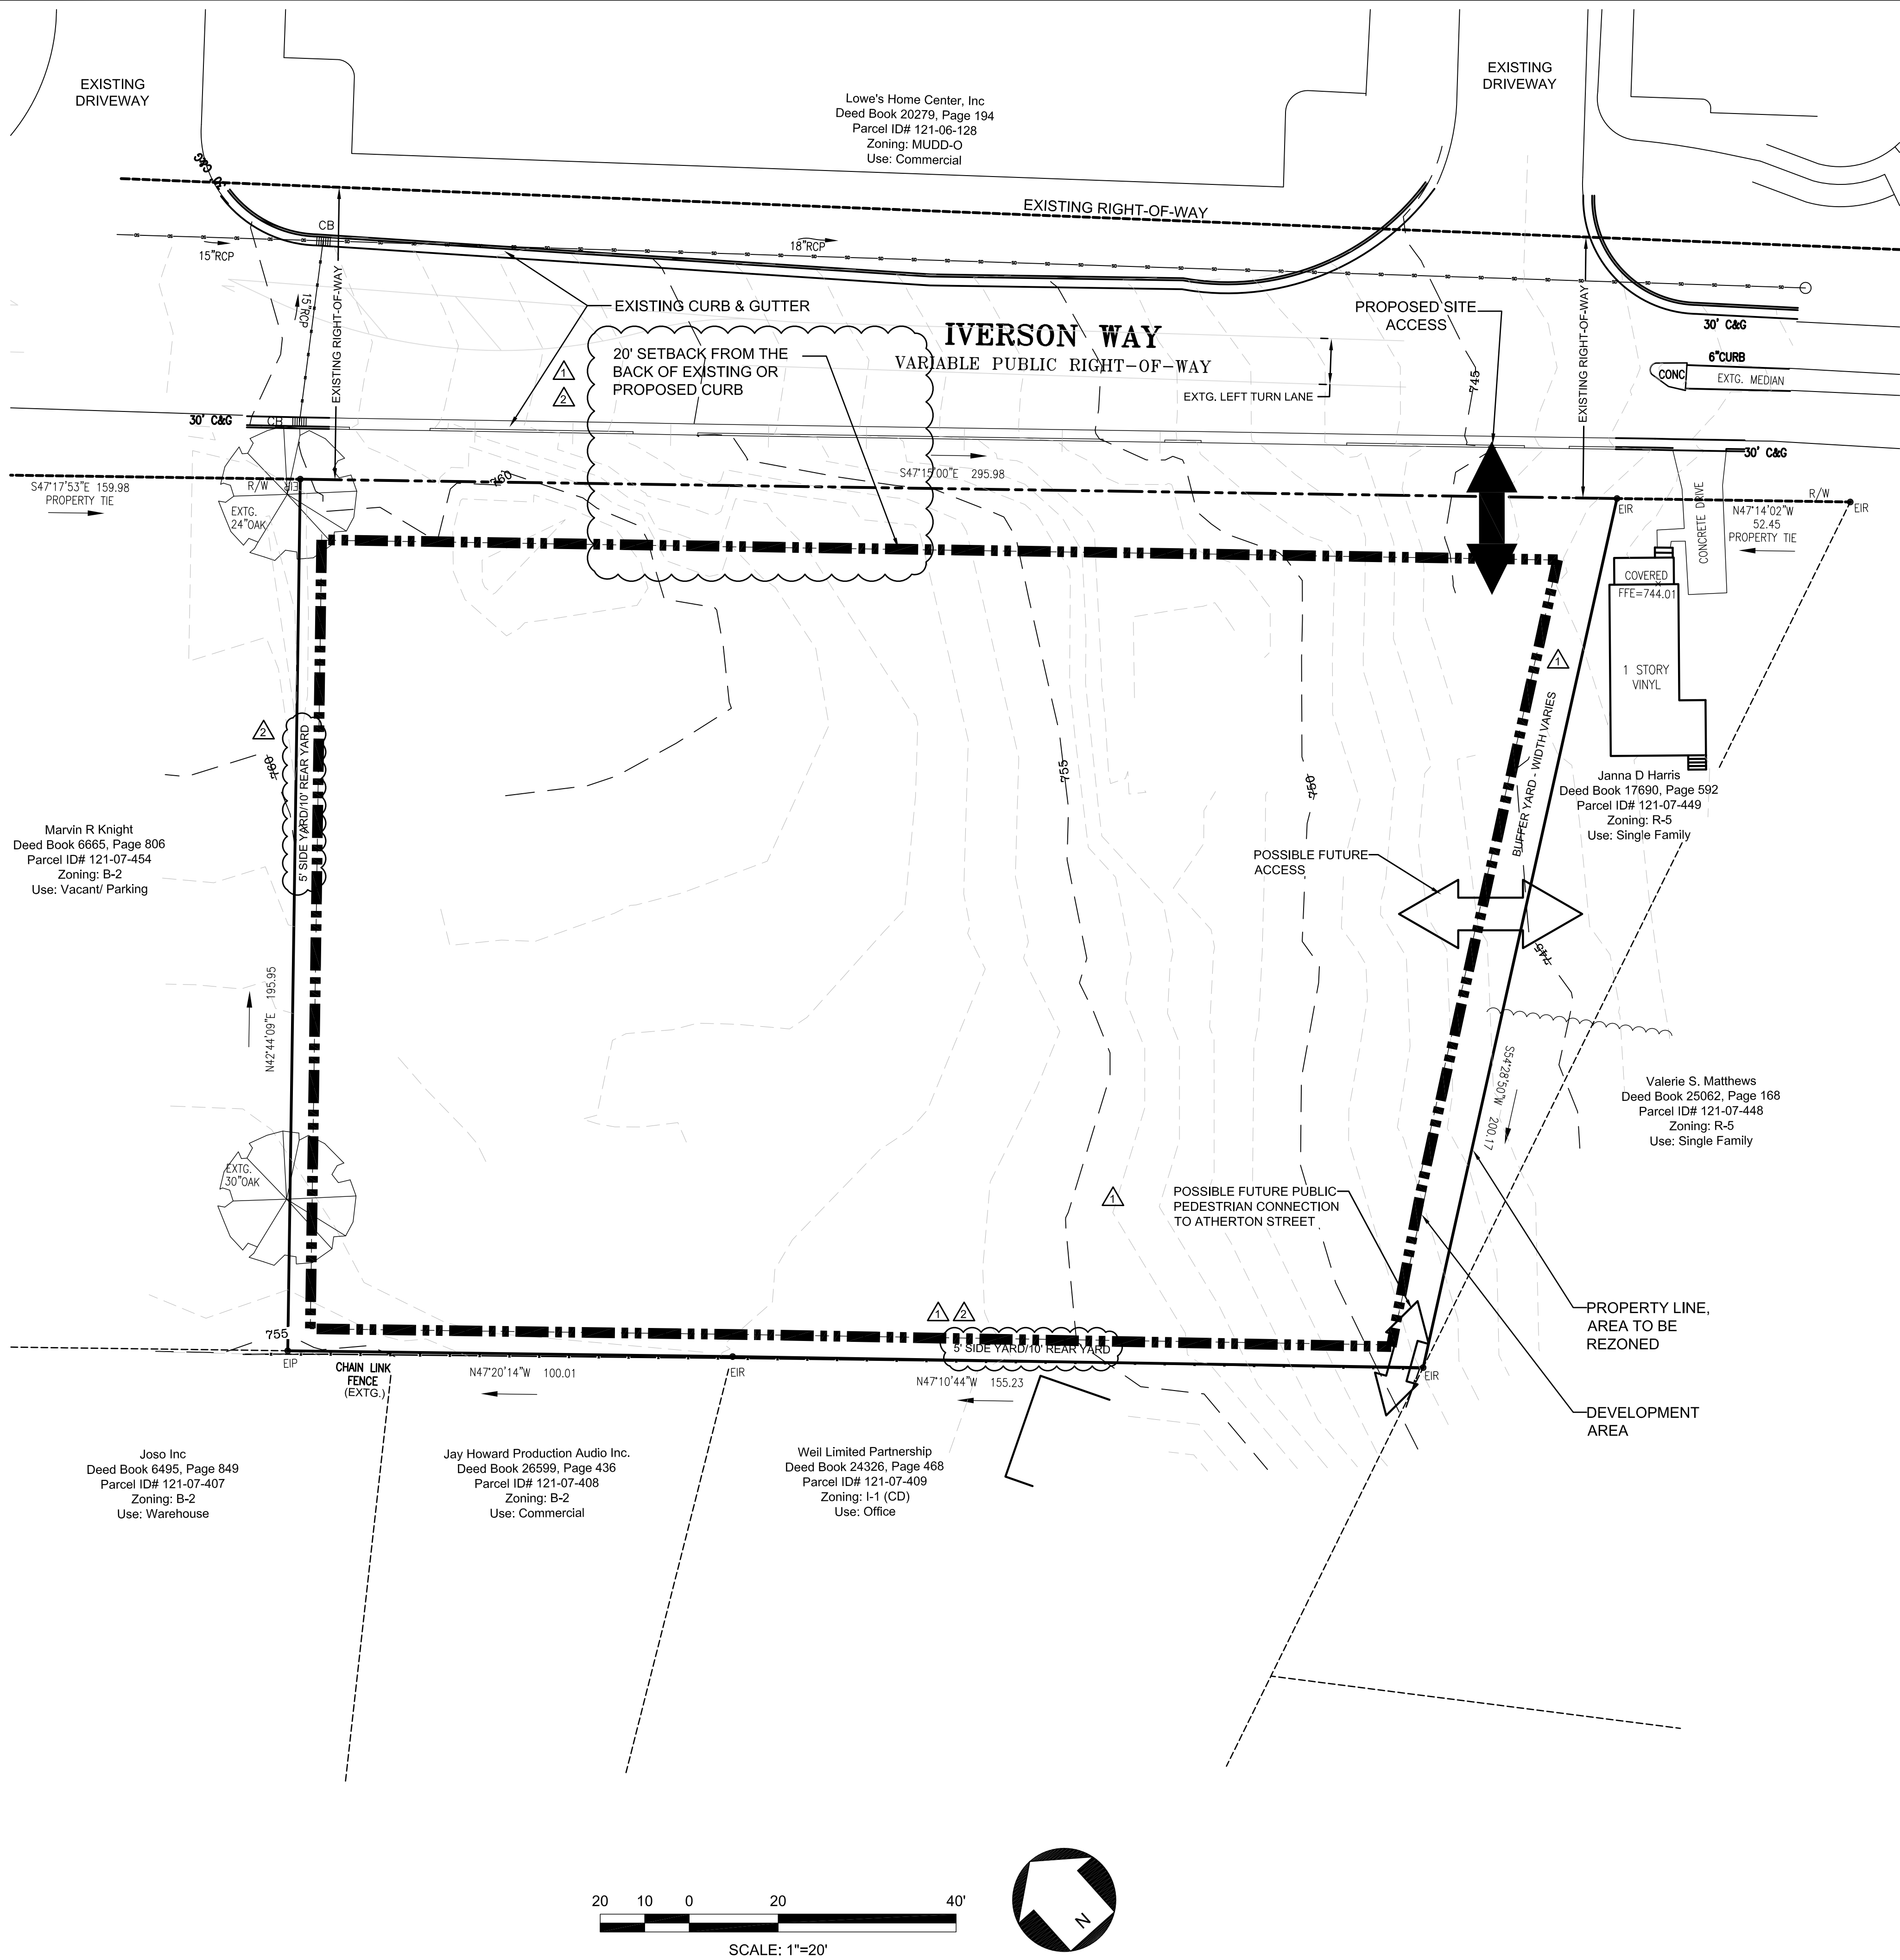 EXISTING
DRIVEWAY
EXISTING
DRIVEWAY
Lowe's Home Center, Inc
Deed Book 20279, Page 194
Parcel ID# 121-06-128
Zoning: MUDD-O
Use: Commercial
30' C&G
EXISTING RIGHT-OF-WAY
CB
15"RCP
18"RCP
15"RCP
EXISTING RIGHT-OF-WAY
EXISTING CURB & GUTTER
IVERSON WAY
VARIABLE PUBLIC RIGHT-OF-WAY
PROPOSED SITE
ACCESS
EXISTING RIGHT-OF-WAY
30' C&G
6"CURB
CONC
EXTG. MEDIAN
1
2
20' SETBACK FROM THE
BACK OF EXISTING OR
PROPOSED CURB
EXTG. LEFT TURN LANE
745
30' C&G
CB
30' C&G
S47°17'53"E 159.98
PROPERTY TIE
R/W
EIR
760
S47°15'00"E 295.98
EIR
R/W
EIR
N47°14'02"W
52.45
PROPERTY TIE
CONCRETE DRIVE
EXTG.
24"OAK
COVERED
FFE=744.01
1 STORY
VINYL
1
2
760
5' SIDE YARD/10' REAR YARD
755
750
BUFFER YARD - WIDTH VARIES
Janna D Harris
Deed Book 17690, Page 592
Parcel ID# 121-07-449
Zoning: R-5
Use: Single Family
Marvin R Knight
Deed Book 6665, Page 806
Parcel ID# 121-07-454
Zoning: B-2
Use: Vacant/ Parking
POSSIBLE FUTURE
ACCESS
745
N42°44'09"E 195.95
S54°28'50"W 200.17
Valerie S. Matthews
Deed Book 25062, Page 168
Parcel ID# 121-07-448
Zoning: R-5
Use: Single Family
EXTG.
30"OAK
1
POSSIBLE FUTURE PUBLIC
PEDESTRIAN CONNECTION
TO ATHERTON STREET
PROPERTY LINE,
AREA TO BE
REZONED
1
2
755
5' SIDE YARD/10' REAR YARD
EIP
CHAIN LINK
FENCE
(EXTG.)
N47°20'14"W 100.01
EIR
N47°10'44"W 155.23
EIR
DEVELOPMENT
AREA
Joso Inc
Deed Book 6495, Page 849
Parcel ID# 121-07-407
Zoning: B-2
Use: Warehouse
Jay Howard Production Audio Inc.
Deed Book 26599, Page 436
Parcel ID# 121-07-408
Zoning: B-2
Use: Commercial
Weil Limited Partnership
Deed Book 24326, Page 468
Parcel ID# 121-07-409
Zoning: I-1 (CD)
Use: Office
20 10 0 20 40'
SCALE: 1"=20'
N